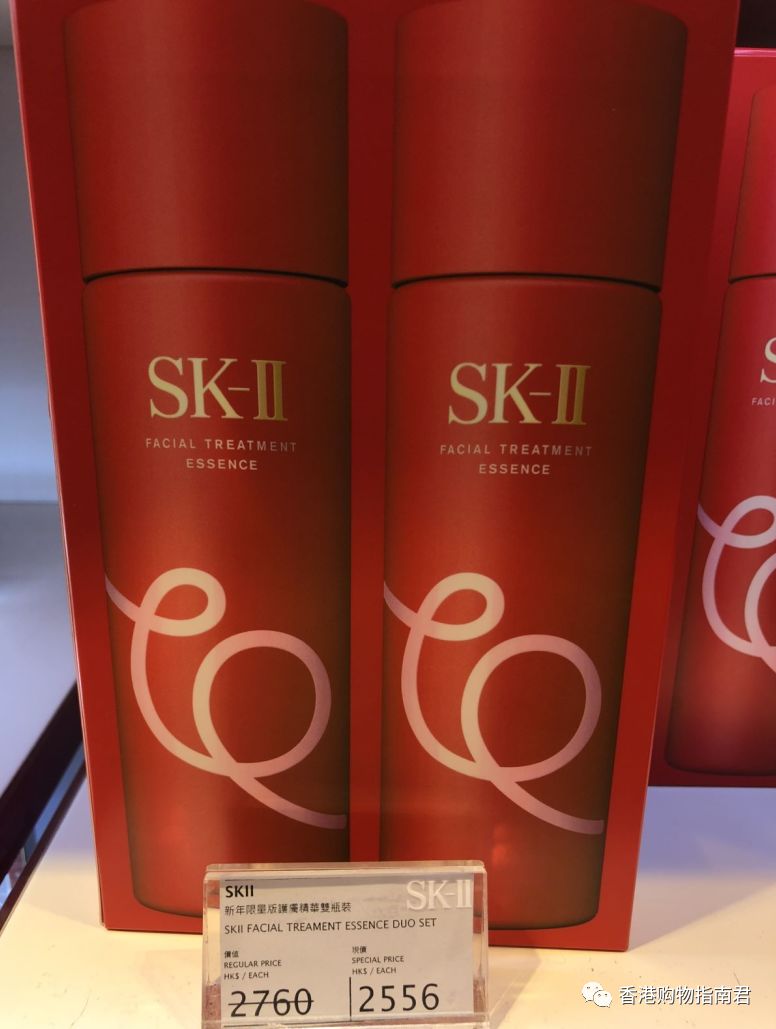 SK-II
FACIAL TREATMENT
ESSENCE
SK-II
FACIAL TREATMENT
ESSENCE
S
FACI
SKII
SK-II
新年限量版護膚精華雙瓶裝
SKII FACIAL TREAMENT ESSENCE DUO SET
價值
REGULAR PRICE
HK$ / EACH
2760
現價
SPECIAL PRICE
HK$ / EACH
2556
香港购物指南君